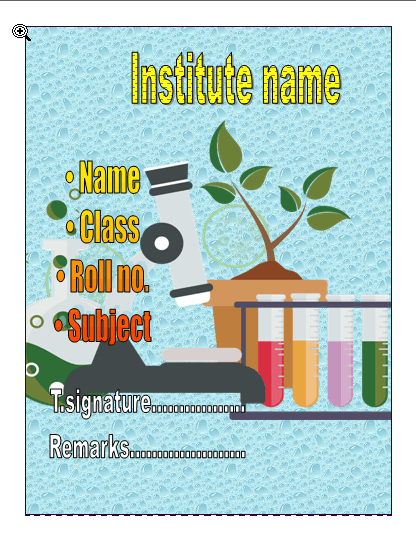 Institute name
• Name
• Class
• Roll no.
• Subject
T.signature.................
Remarks.....................